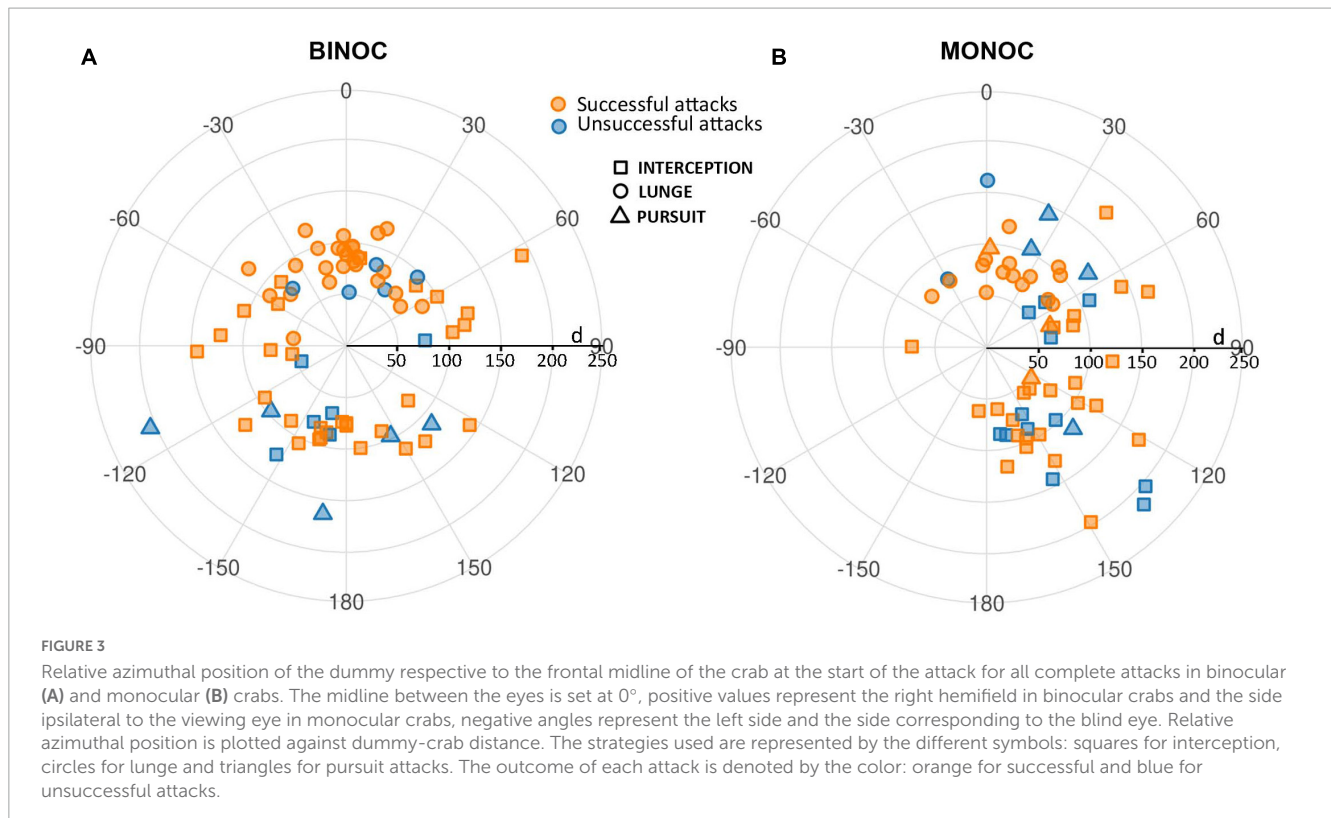 A
BINOC
B
MONOC
Successful attacks
Unsuccessful attacks
INTERCEPTION
LUNGE
PURSUIT
0
-30
30
-60
60
-90
d
90
50
100
150
200
250
-120
120
-150
150
180
0
-30
30
-60
60
-90
d
90
50
100
150
200
250
-120
120
-150
150
180
FIGURE 3
Relative azimuthal position of the dummy respective to the frontal midline of the crab at the start of the attack for all complete attacks in binocular
(A) and monocular (B) crabs. The midline between the eyes is set at 0°, positive values represent the right hemifield in binocular crabs and the side
ipsilateral to the viewing eye in monocular crabs, negative angles represent the left side and the side corresponding to the blind eye. Relative
azimuthal position is plotted against dummy-crab distance. The strategies used are represented by the different symbols: squares for interception,
circles for lunge and triangles for pursuit attacks. The outcome of each attack is denoted by the color: orange for successful and blue for
unsuccessful attacks.